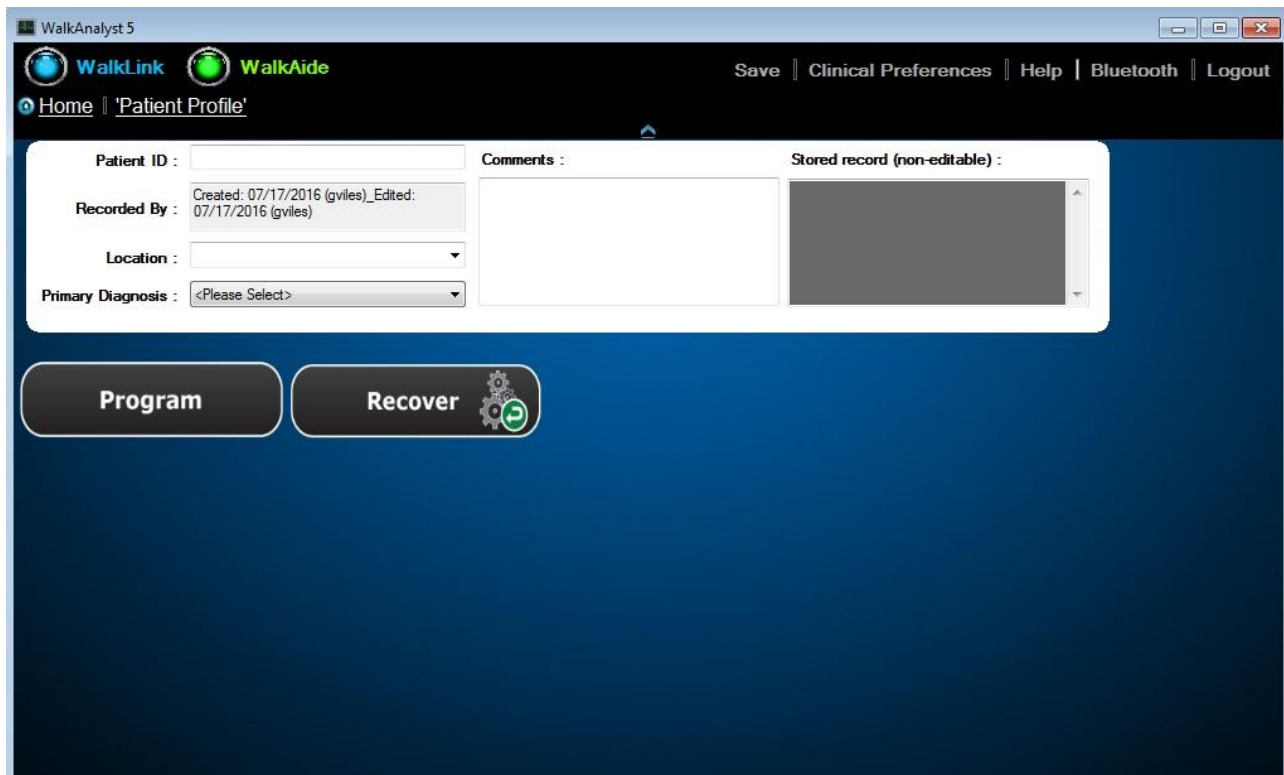 WalkAnalyst 5
WalkLink WalkAide
Save | Clinical Preferences | Help | Bluetooth | Logout
Home | 'Patient Profile'
Patient ID :
Recorded By : Created: 07/17/2016 (gviles)_Edited:
07/17/2016 (gviles)
Location :
Primary Diagnosis : <Please Select>
Comments :
Stored record (non-editable) :
Program
Recover